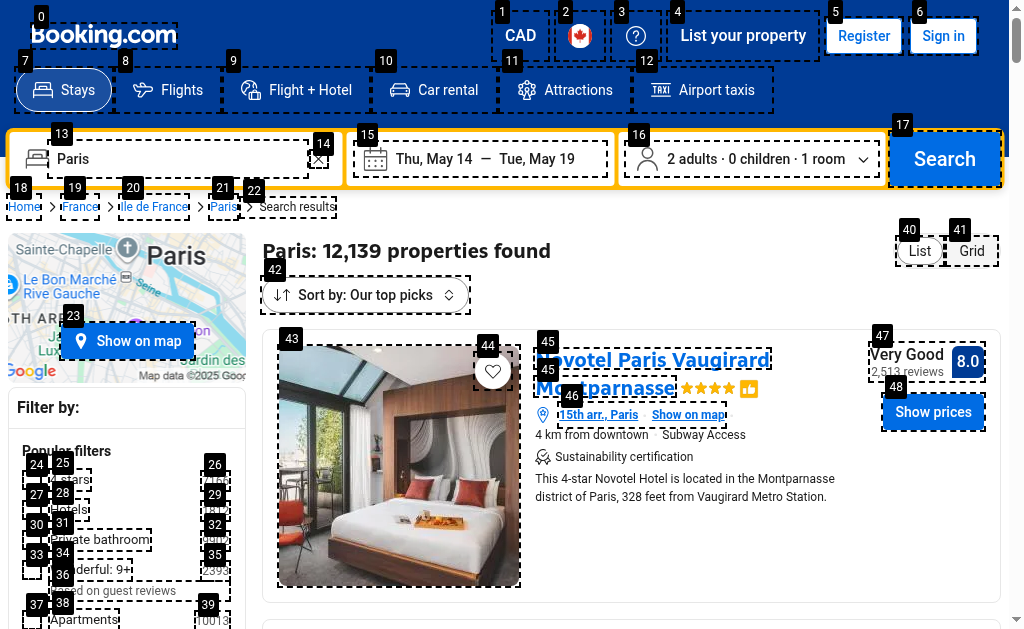 0
Booking.com
1
CAD
2
3
4
List your property
5
Register
6
Sign in
7
Stays
8
Flights
9
Flight + Hotel
10
Car rental
11
Attractions
12
Airport taxis
13
Paris
14
15
Thu, May 14 — Tue, May 19
16
2 adults · 0 children · 1 room
17
Search
18
Home
19
France
20
Ile de France
21
Paris
22
Search results
Sainte-Chapelle
Paris
Le Bon Marché
Rive Gauche
Seine
23
Show on map
Jardin des
Google
Map data ©2025 Goog
Filter by:
Popular filters
24
25
4 stars
26
27
28
Hotels
29
30
31
Private bathroom
32
33
34
9+
35
2393
36
Based on guest reviews
37
38
Apartments
39
10013
Paris: 12,139 properties found
40
List
41
Grid
42
Sort by: Our top picks
43
44
45
Novotel Paris Vaugirard
45
Montparnasse
46
15th arr., Paris
Show on map
4 km from downtown · Subway Access
Sustainability certification
This 4-star Novotel Hotel is located in the Montparnasse
district of Paris, 328 feet from Vaugirard Metro Station.
47
Very Good
2,513 reviews
8.0
48
Show prices